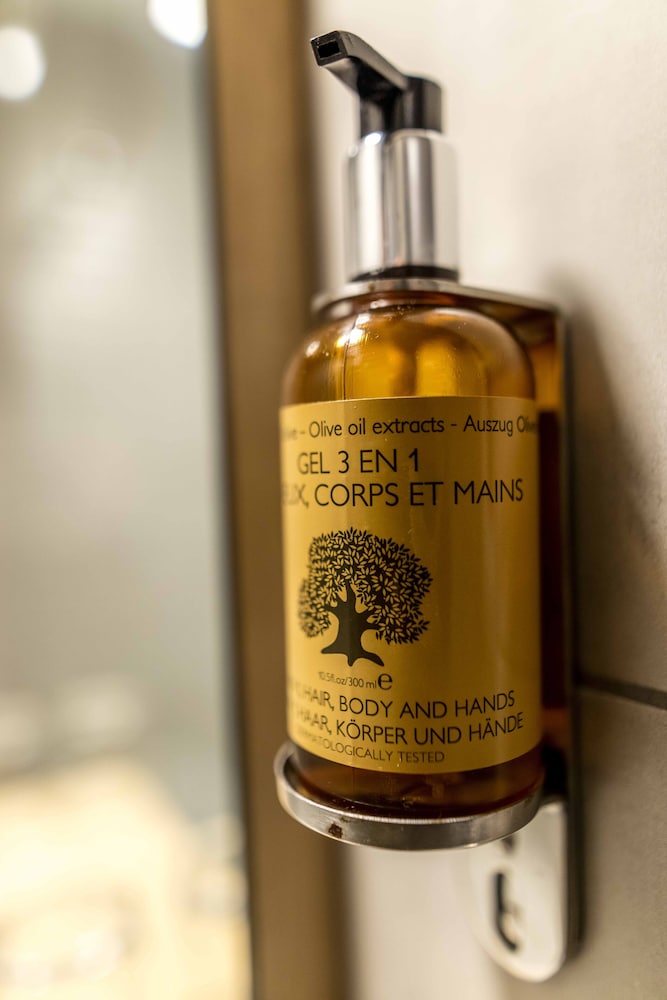 - Olive oil extracts - Auszug
GEL 3 EN 1
CORPS ET MAINS
10.5fl.oz/300 ml e
HAIR, BODY AND HANDS
HAAR, KÖRPER UND HÄNDE
TESTED